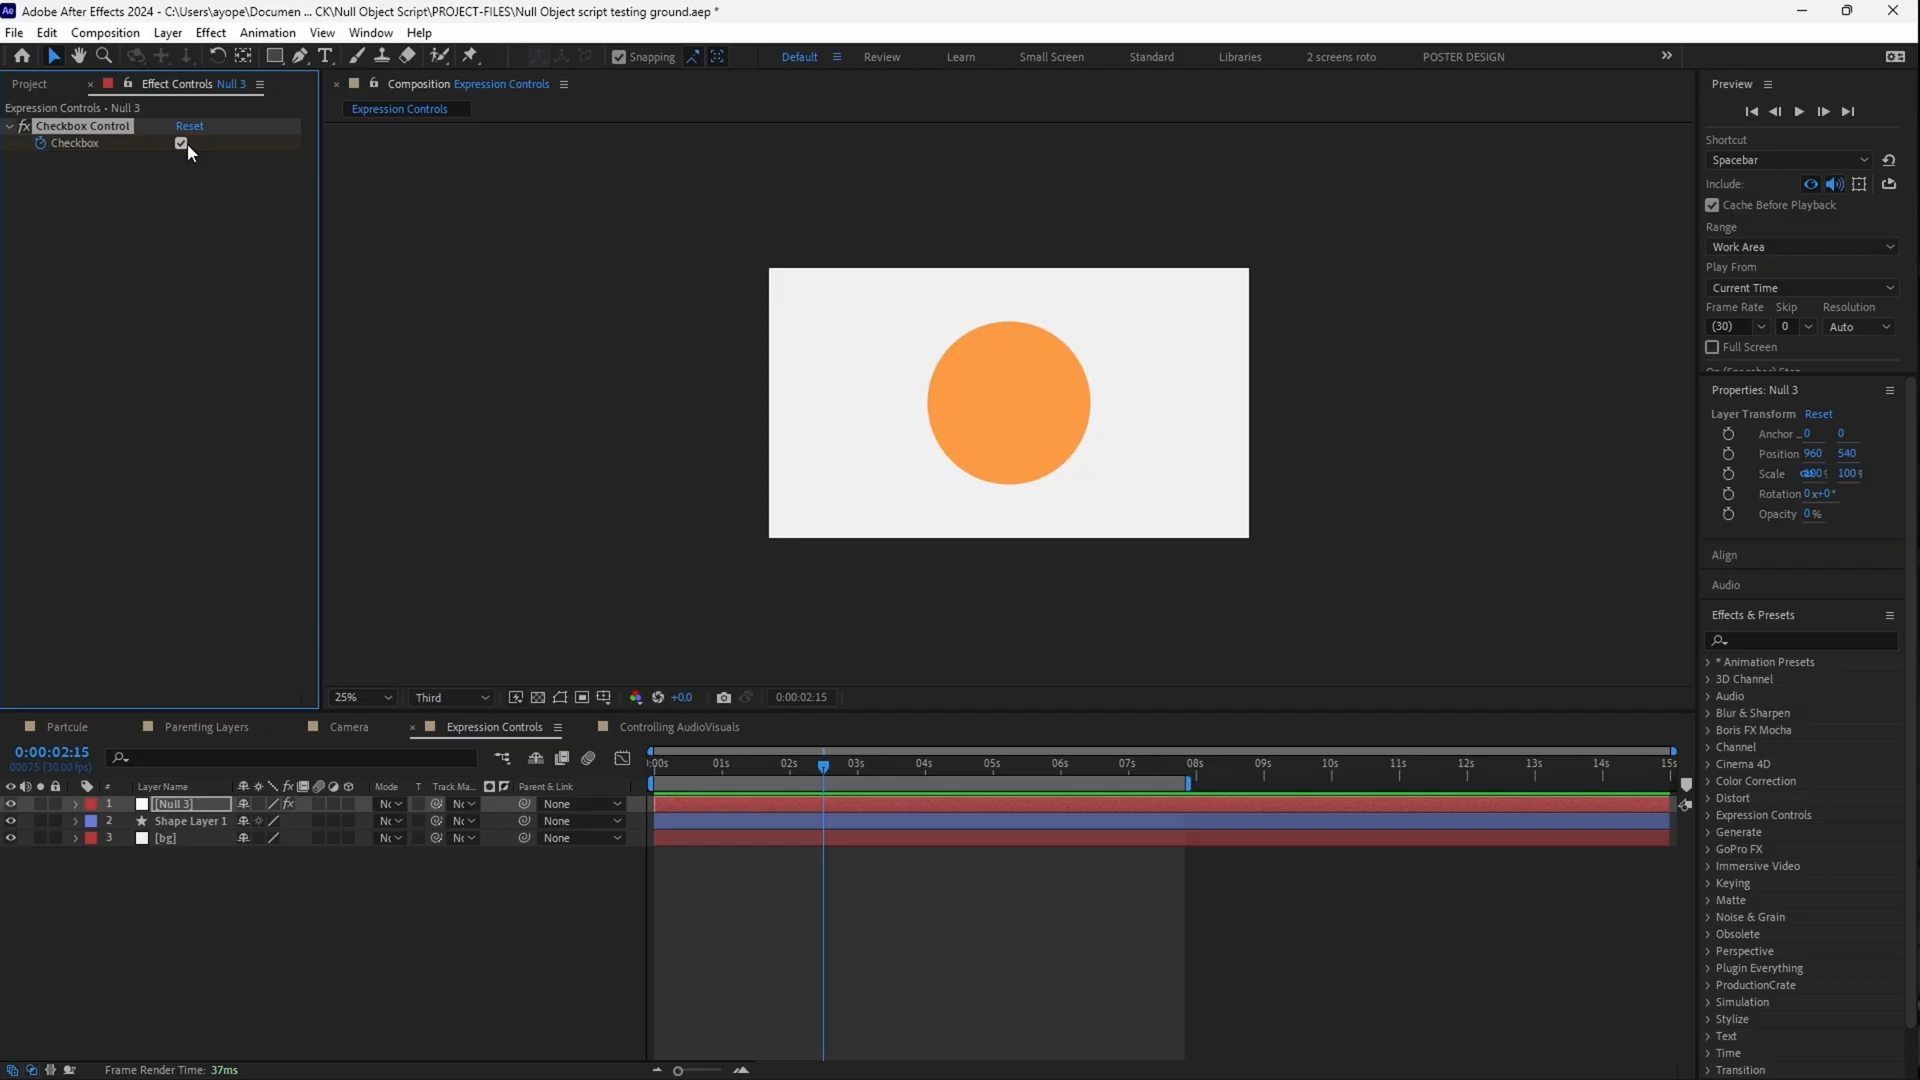 Ae Adobe After Effects 2024 - C:\Users\ayope\Documen ... CK\Null Object Script\PROJECT-FILES\Null Object script testing ground.aep *
File Edit Composition Layer Effect Animation View Window Help
Snapping Default Review Learn Small Screen Standard Libraries 2 screens roto POSTER DESIGN
Project Effect Controls Null 3
Composition Expression Controls
Preview
Expression Controls • Null 3
Expression Controls
fx Checkbox Control Reset
Checkbox
Shortcut
Spacebar
Include:
Cache Before Playback
Range
Work Area
Play From
Current Time
Frame Rate Skip Resolution
(30) 0 Auto
Full Screen
Properties: Null 3
Layer Transform Reset
Anchor ... 0 0
Position 960 540
Scale 100 100
Rotation 0x+0°
Opacity 0%
Align
Audio
Effects & Presets
* Animation Presets
3D Channel
Audio
Blur & Sharpen
Boris FX Mocha
Channel
Cinema 4D
Color Correction
Distort
Expression Controls
Generate
GoPro FX
Immersive Video
Keying
Matte
Noise & Grain
Obsolete
Perspective
Plugin Everything
ProductionCrate
Simulation
Stylize
Text
Time
Transition
25% Third +0.0 0:00:02:15
Partcule Parenting Layers Camera Expression Controls Controlling AudioVisuals
0:00:02:15
00075 (30.00 fps)
:00s 01s 02s 03s 04s 05s 06s 07s 08s 09s 10s 11s 12s 13s 14s 15s
# Layer Name fx Mode T Track Ma... Parent & Link
1 [Null 3] fx None
2 Shape Layer 1 None
3 [bg] None
Frame Render Time: 37ms